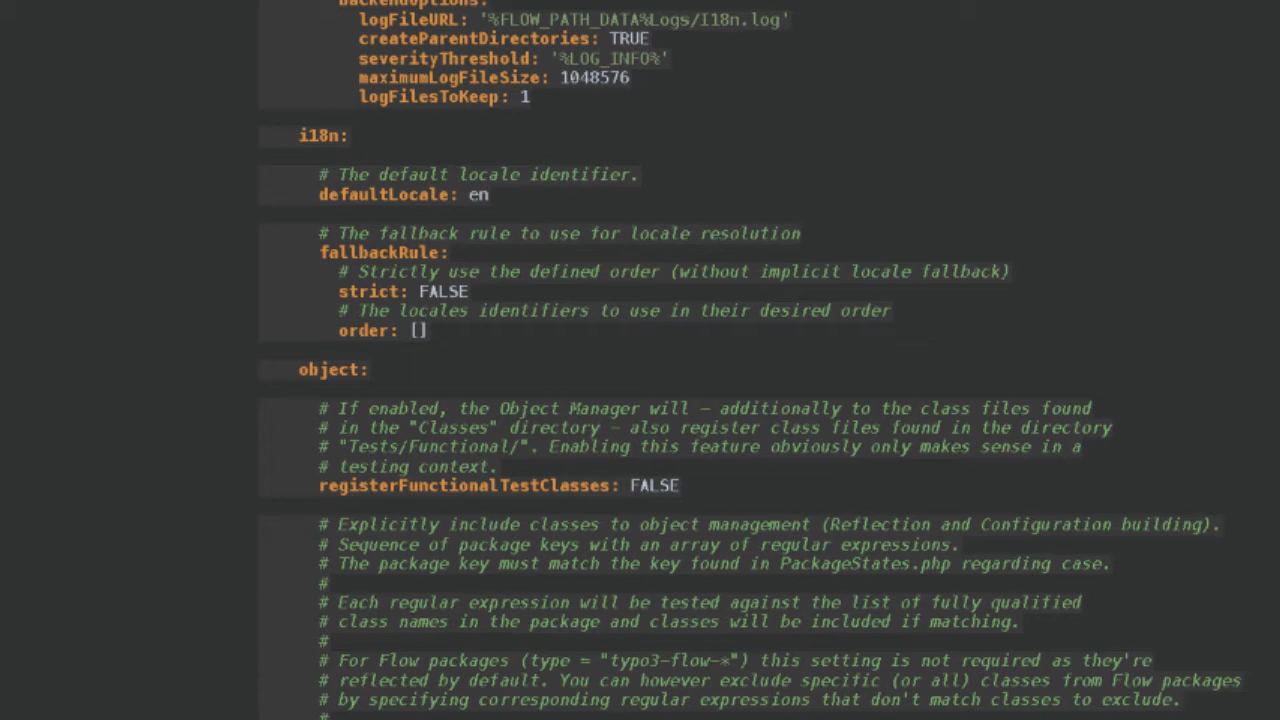 backendOptions:
logFileURL: '%FLOW_PATH_DATA%Logs/I18n.log'
createParentDirectories: TRUE
severityThreshold: '%LOG_INFO%'
maximumLogFileSize: 1048576
logFilesToKeep: 1
i18n:
# The default locale identifier.
defaultLocale: en
# The fallback rule to use for locale resolution
fallbackRule:
# Strictly use the defined order (without implicit locale fallback)
strict: FALSE
# The locales identifiers to use in their desired order
order: []
object:
# If enabled, the Object Manager will - additionally to the class files found
# in the "Classes" directory - also register class files found in the directory
# "Tests/Functional/". Enabling this feature obviously only makes sense in a
# testing context.
registerFunctionalTestClasses: FALSE
# Explicitly include classes to object management (Reflection and Configuration building).
# Sequence of package keys with an array of regular expressions.
# The package key must match the key found in PackageStates.php regarding case.
#
# Each regular expression will be tested against the list of fully qualified
# class names in the package and classes will be included if matching.
#
# For Flow packages (type = "typo3-flow-*") this setting is not required as they're
# reflected by default. You can however exclude specific (or all) classes from Flow packages
# by specifying corresponding regular expressions that don't match classes to exclude.
#